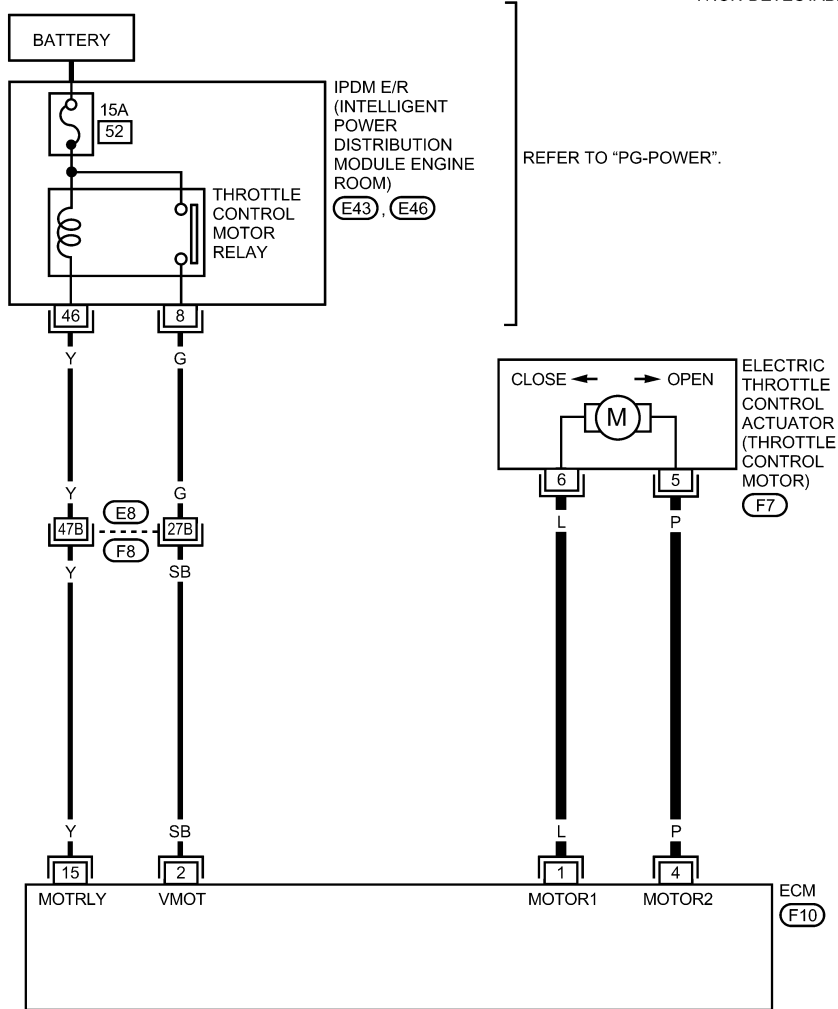 BATTERY
15A
52
IPDM E/R
(INTELLIGENT
POWER
DISTRIBUTION
MODULE ENGINE
ROOM)
E43 , E46
REFER TO “PG-POWER”.
THROTTLE
CONTROL
MOTOR
RELAY
46
8
Y
G
CLOSE
OPEN
M
ELECTRIC
THROTTLE
CONTROL
ACTUATOR
(THROTTLE
CONTROL
MOTOR)
F7
6
5
L
P
Y
G
47B
E8
F8
27B
Y
SB
Y
SB
L
P
15
2
1
4
MOTRLY
VMOT
MOTOR1
MOTOR2
ECM
F10